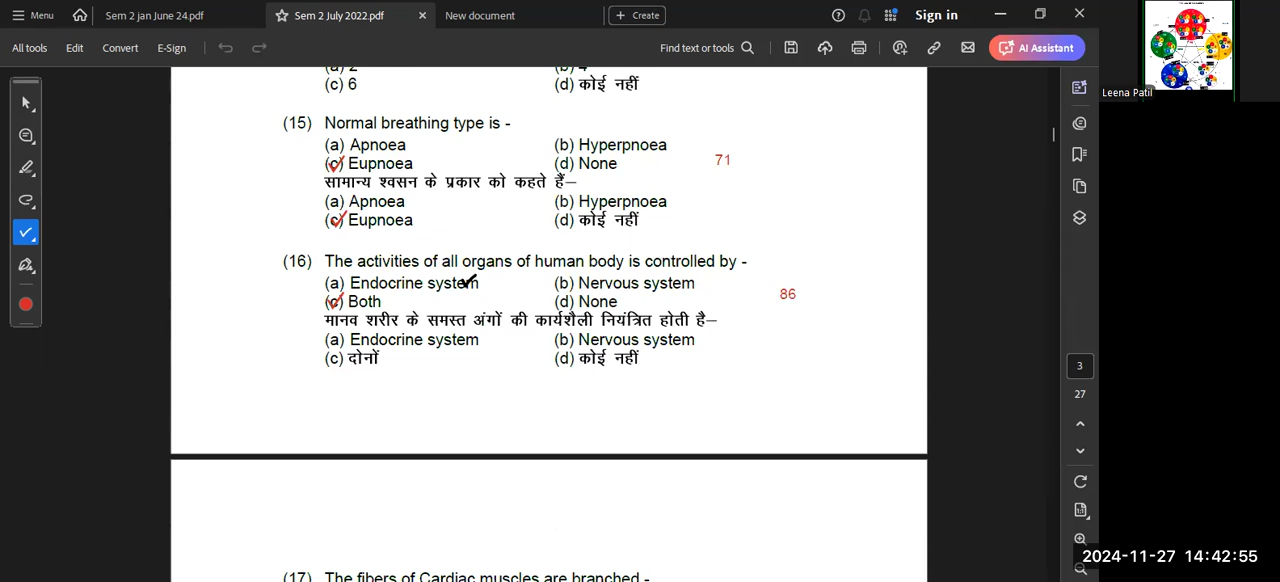 Menu
Sem 2 jan June 24.pdf
Sem 2 July 2022.pdf
New document
Create
Sign in
All tools
Edit
Convert
E-Sign
Find text or tools
AI Assistant
Leena Patil
(c) 6
(d) कोई नहीं
(15) Normal breathing type is -
(a) Apnoea (b) Hyperpnoea
(c) Eupnoea (d) None 71
सामान्य श्वसन के प्रकार को कहते हैं–
(a) Apnoea (b) Hyperpnoea
(c) Eupnoea (d) कोई नहीं
(16) The activities of all organs of human body is controlled by -
(a) Endocrine system (b) Nervous system
(c) Both (d) None 86
मानव शरीर के समस्त अंगों की कार्यशैली नियंत्रित होती है–
(a) Endocrine system (b) Nervous system
(c) दोनों (d) कोई नहीं
3
27
(17) The fibers of Cardiac muscles are branched -
2024-11-27 14:42:55